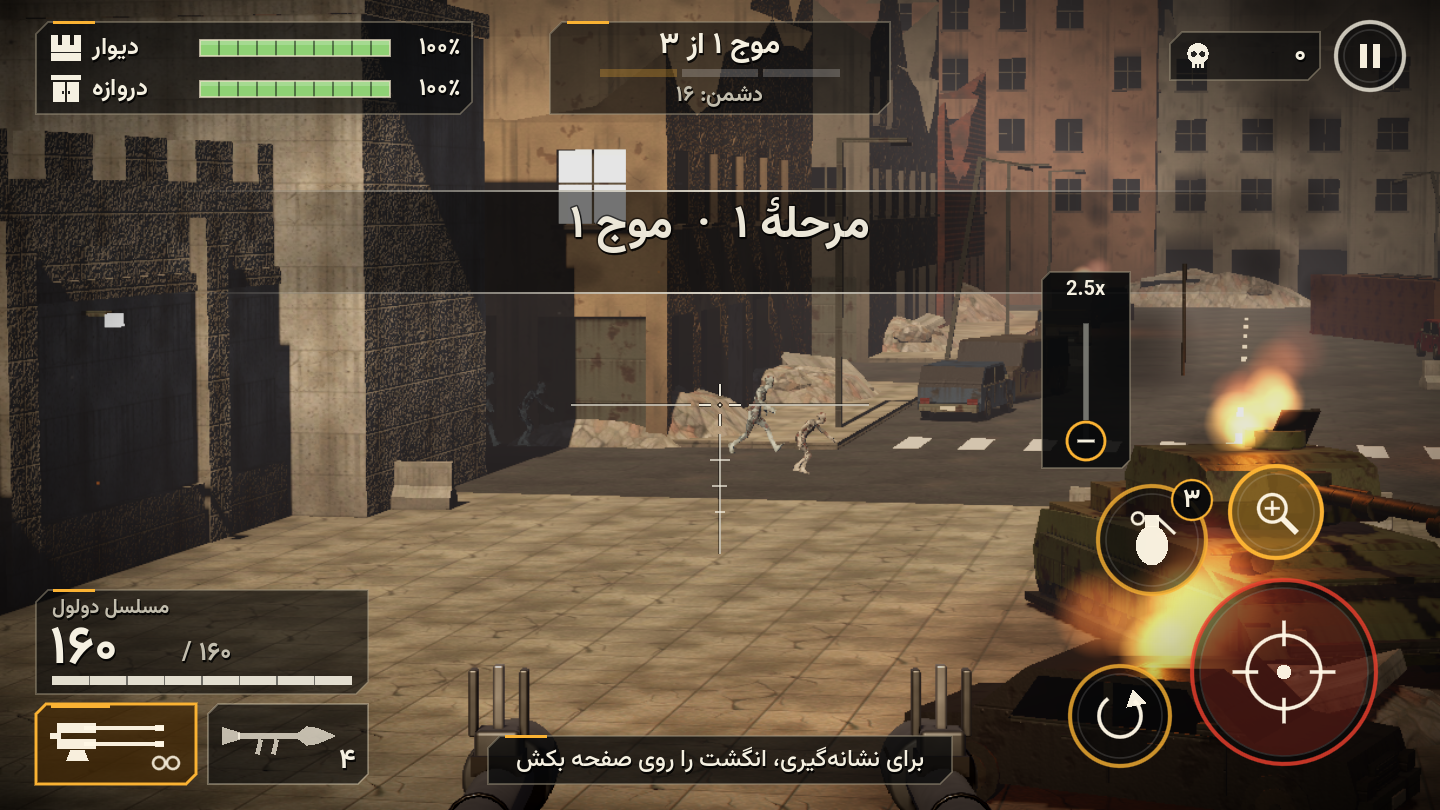 دیوار ۱۰۰٪
دروازه ۱۰۰٪
موج ۱ از ۳
دشمن: ۱۶
۰
مرحلهٔ ۱ · موج ۱
2.5x
۳
مسلسل دولول
۱۶۰ / ۱۶۰
∞
۴
برای نشانه‌گیری، انگشت را روی صفحه بکش